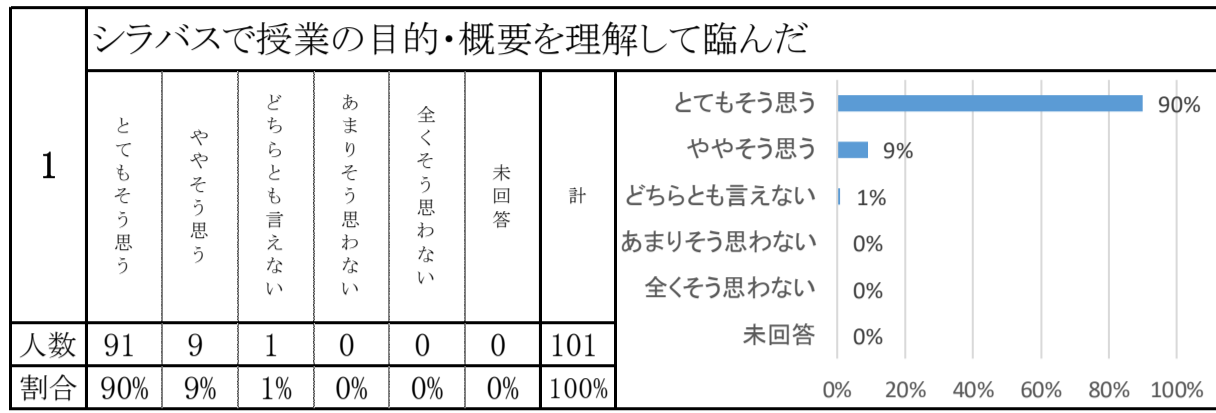 1
シラバスで授業の目的・概要を理解して臨んだ
とてもそう思う
ややそう思う
どちらとも言えない
あまりそう思わない
全くそう思わない
未回答
計
人数 91 9 1 0 0 0 101
割合 90% 9% 1% 0% 0% 0% 100%
とてもそう思う 90%
ややそう思う 9%
どちらとも言えない 1%
あまりそう思わない 0%
全くそう思わない 0%
未回答 0%
0% 20% 40% 60% 80% 100%